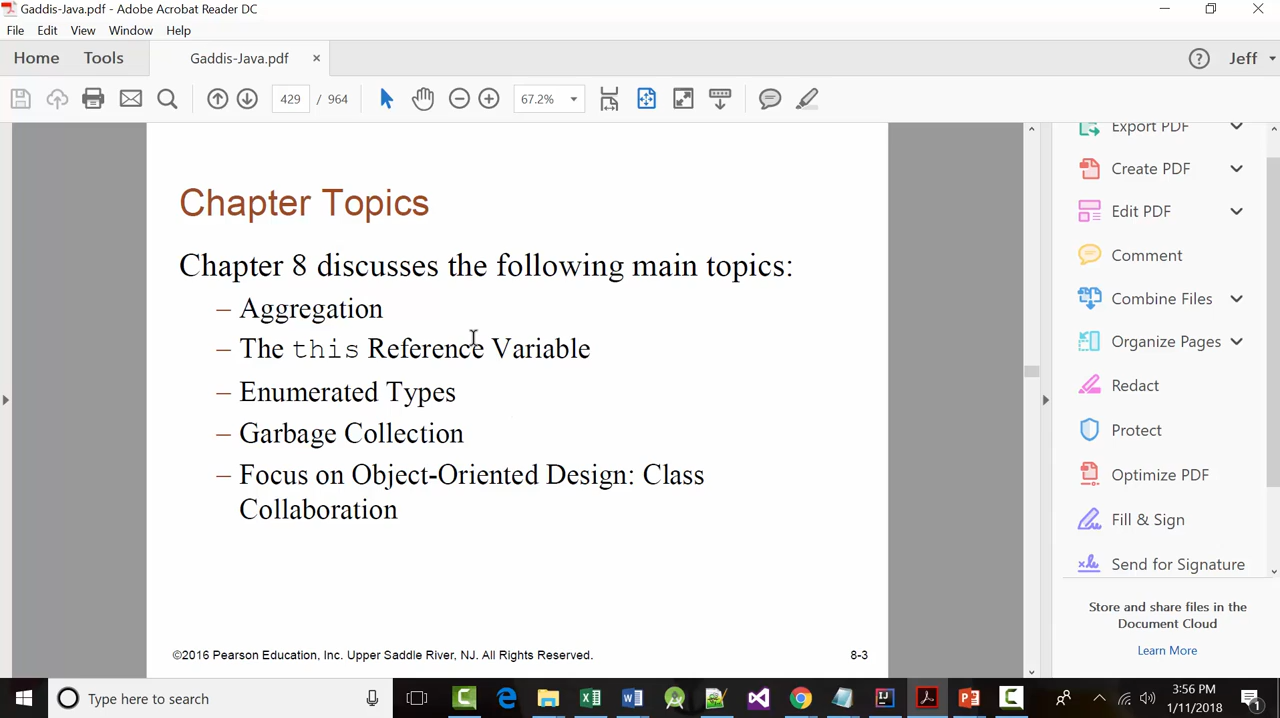 Gaddis-Java.pdf - Adobe Acrobat Reader DC
File Edit View Window Help
Home Tools Gaddis-Java.pdf × ? Jeff
429 / 964 67.2%
Export PDF
Chapter Topics
Create PDF
Edit PDF
Chapter 8 discusses the following main topics:
Comment
– Aggregation
Combine Files
– The this Reference Variable
Organize Pages
– Enumerated Types
Redact
– Garbage Collection
Protect
– Focus on Object-Oriented Design: Class
Collaboration
Optimize PDF
Fill & Sign
Send for Signature
Store and share files in the
Document Cloud
Learn More
©2016 Pearson Education, Inc. Upper Saddle River, NJ. All Rights Reserved. 8-3
Type here to search
3:56 PM
1/11/2018